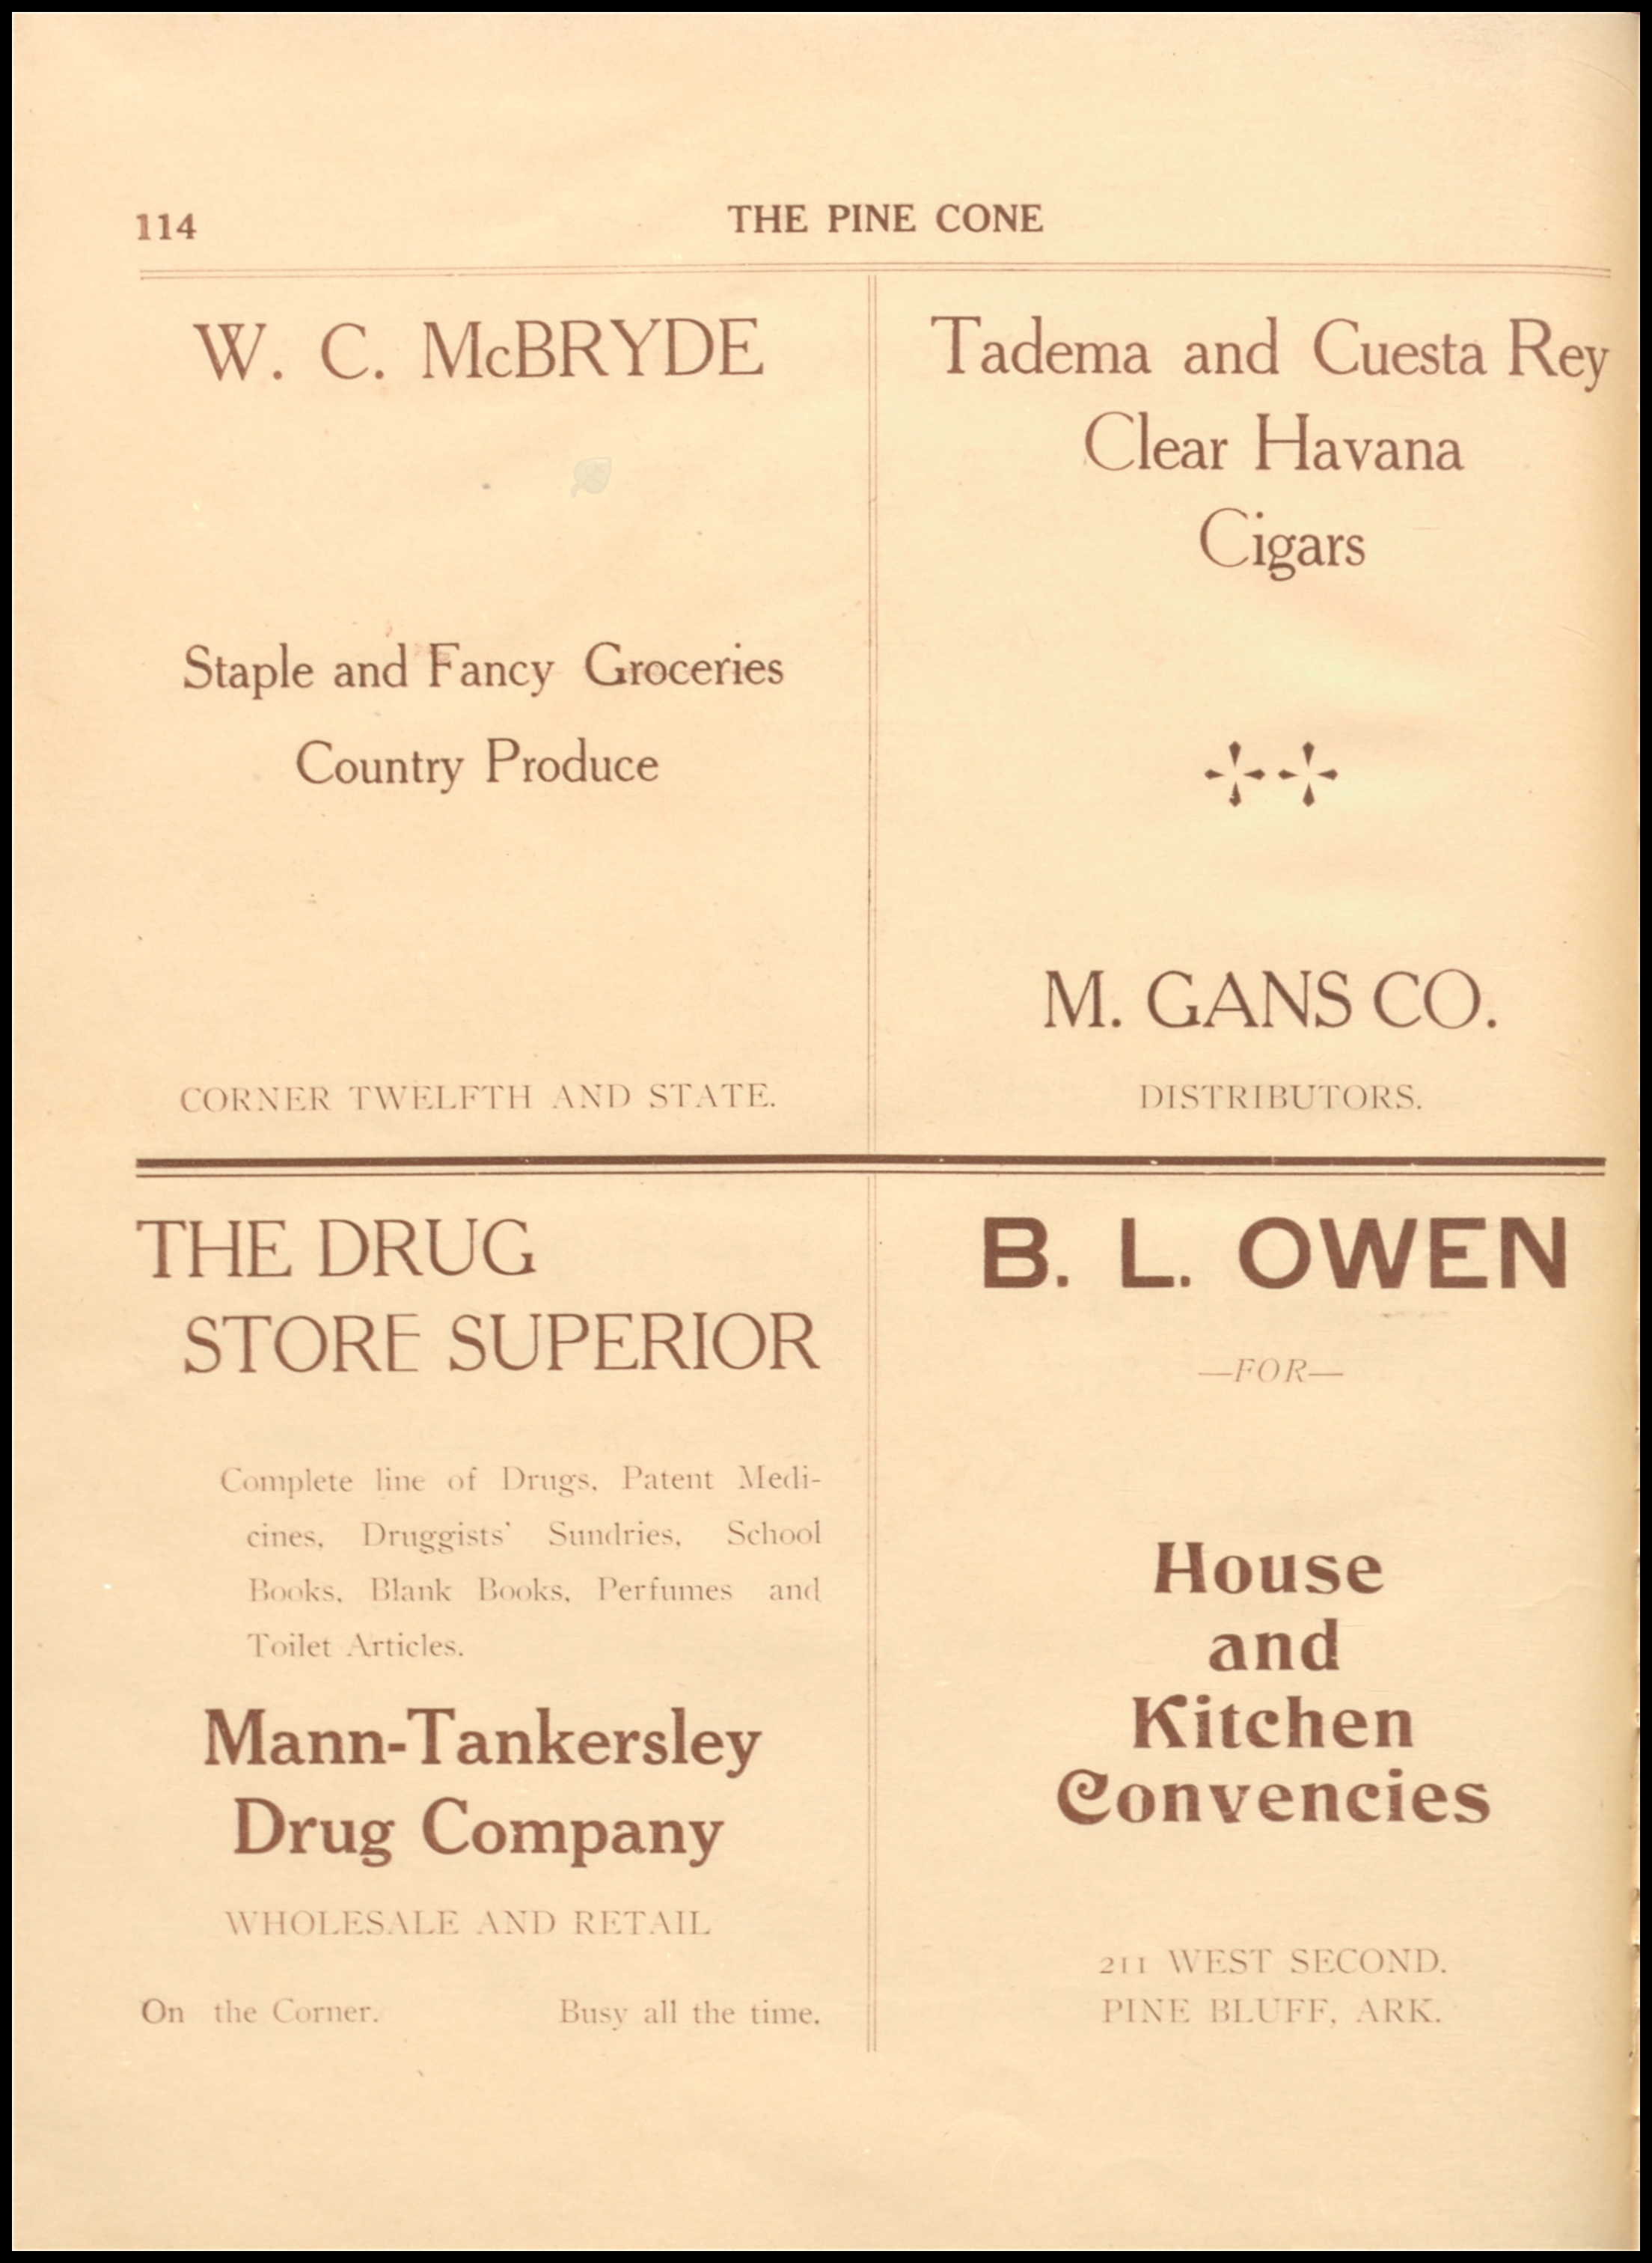 114
THE PINE CONE
W. C. McBRYDE
Staple and Fancy Groceries
Country Produce
CORNER TWELFTH AND STATE.
Tadema and Cuesta Rey
Clear Havana
Cigars
M. GANS CO.
DISTRIBUTORS.
THE DRUG
STORE SUPERIOR
Complete line of Drugs, Patent Medi-
cines, Druggists' Sundries, School
Books, Blank Books, Perfumes and
Toilet Articles.
Mann-Tankersley
Drug Company
WHOLESALE AND RETAIL
On the Corner. Busy all the time.
B. L. OWEN
—FOR—
House
and
Kitchen
Convencies
211 WEST SECOND.
PINE BLUFF, ARK.